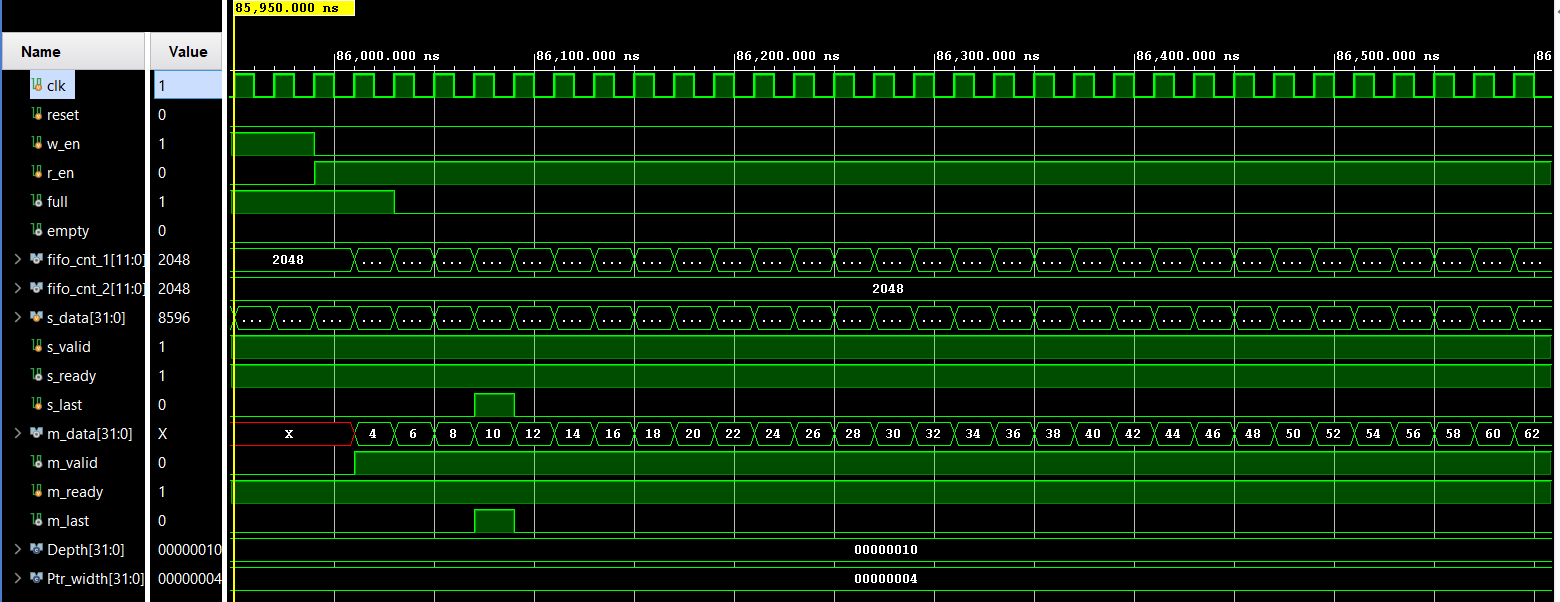 85,950.000 ns
Name Value
86,000.000 ns 86,100.000 ns 86,200.000 ns 86,300.000 ns 86,400.000 ns 86,500.000 ns 86
clk 1
reset 0
w_en 1
r_en 0
full 1
empty 0
fifo_cnt_1[11:0] 2048 2048 ... ... ... ... ... ... ... ... ... ... ... ... ... ... ... ... ... ... ... ... ... ... ... ... ... ... ... ... ... ...
fifo_cnt_2[11:0] 2048 2048
s_data[31:0] 8596 ... ... ... ... ... ... ... ... ... ... ... ... ... ... ... ... ... ... ... ... ... ... ... ... ... ... ... ... ... ... ... ... ...
s_valid 1
s_ready 1
s_last 0
m_data[31:0] X X 4 6 8 10 12 14 16 18 20 22 24 26 28 30 32 34 36 38 40 42 44 46 48 50 52 54 56 58 60 62
m_valid 0
m_ready 1
m_last 0
Depth[31:0] 00000010 00000010
Ptr_width[31:0] 00000004 00000004